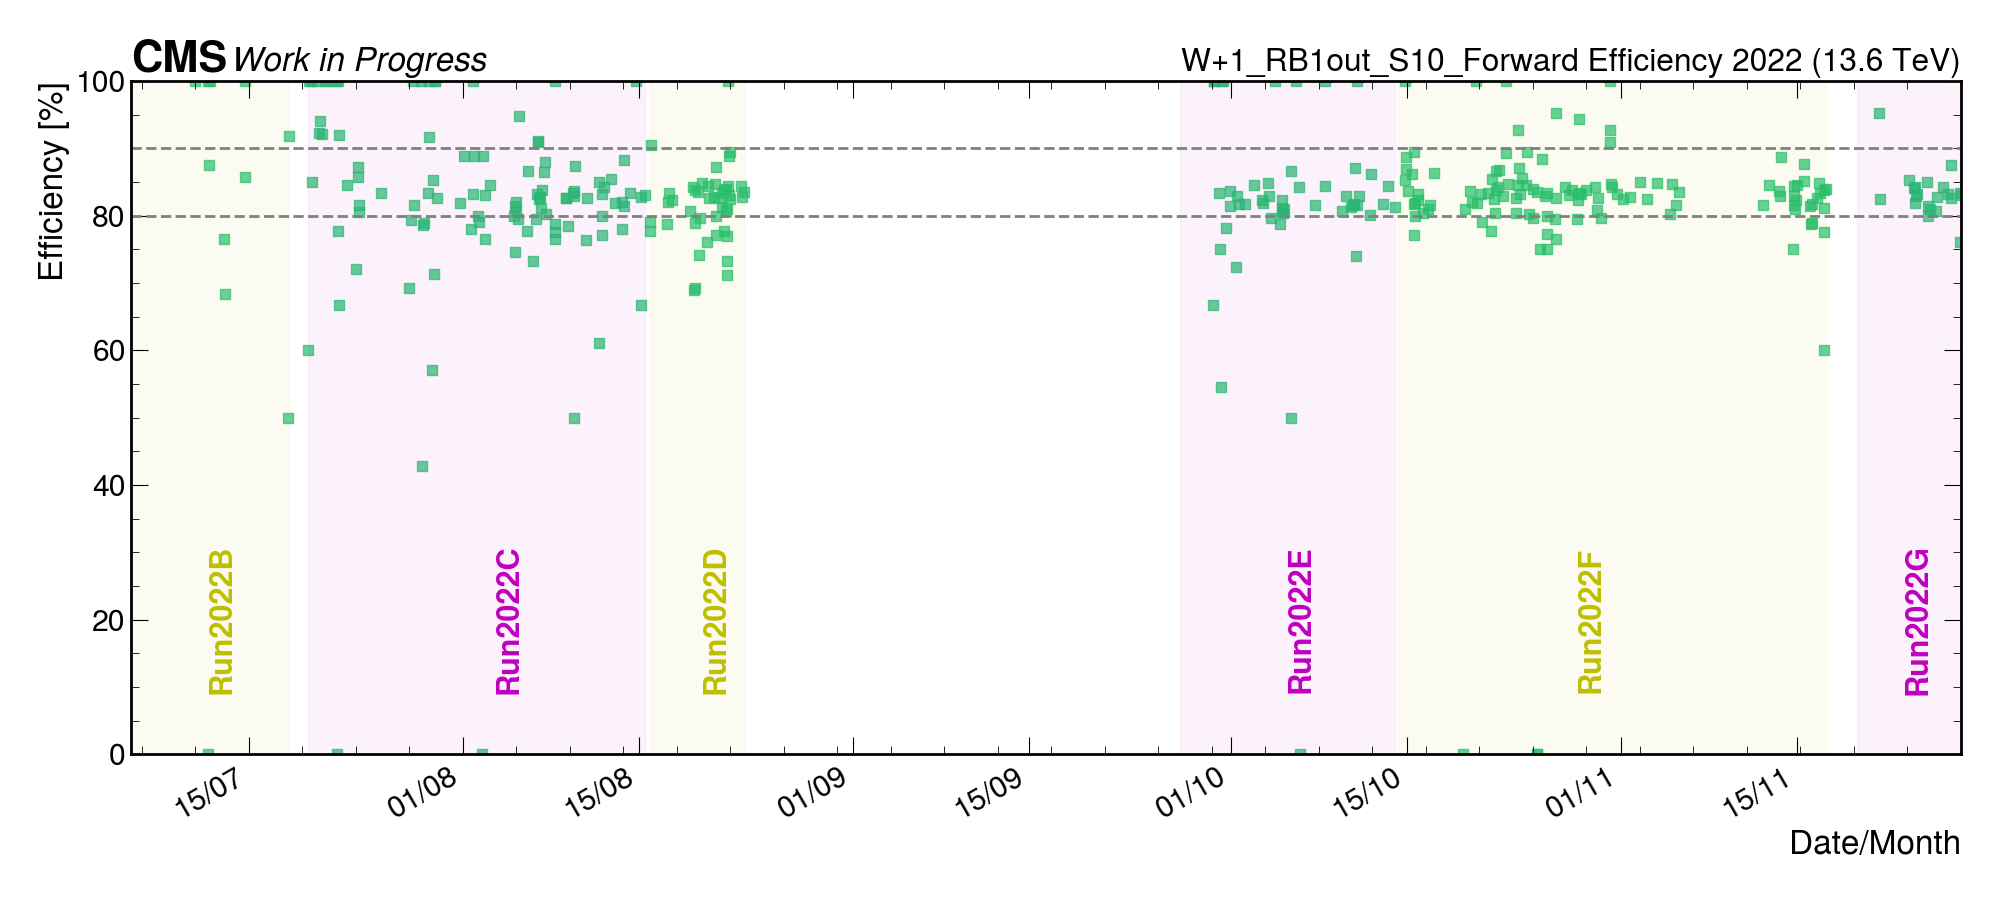 CMS Work in Progress
W+1_RB1out_S10_Forward Efficiency 2022 (13.6 TeV)
Efficiency [%]
100
80
60
40
20
0
Run2022B
Run2022C
Run2022D
Run2022E
Run2022F
Run2022G
15/07
01/08
15/08
01/09
15/09
01/10
15/10
01/11
15/11
Date/Month